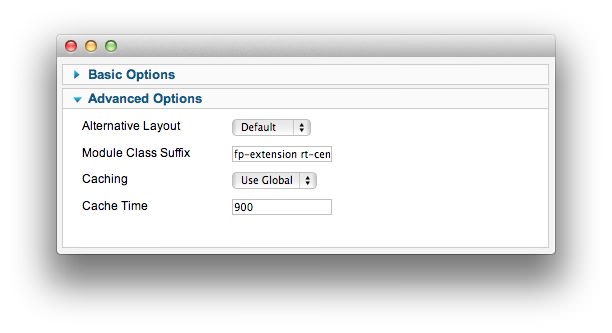 Basic Options
Advanced Options
Alternative Layout Default
Module Class Suffix fp-extension rt-cen
Caching Use Global
Cache Time 900